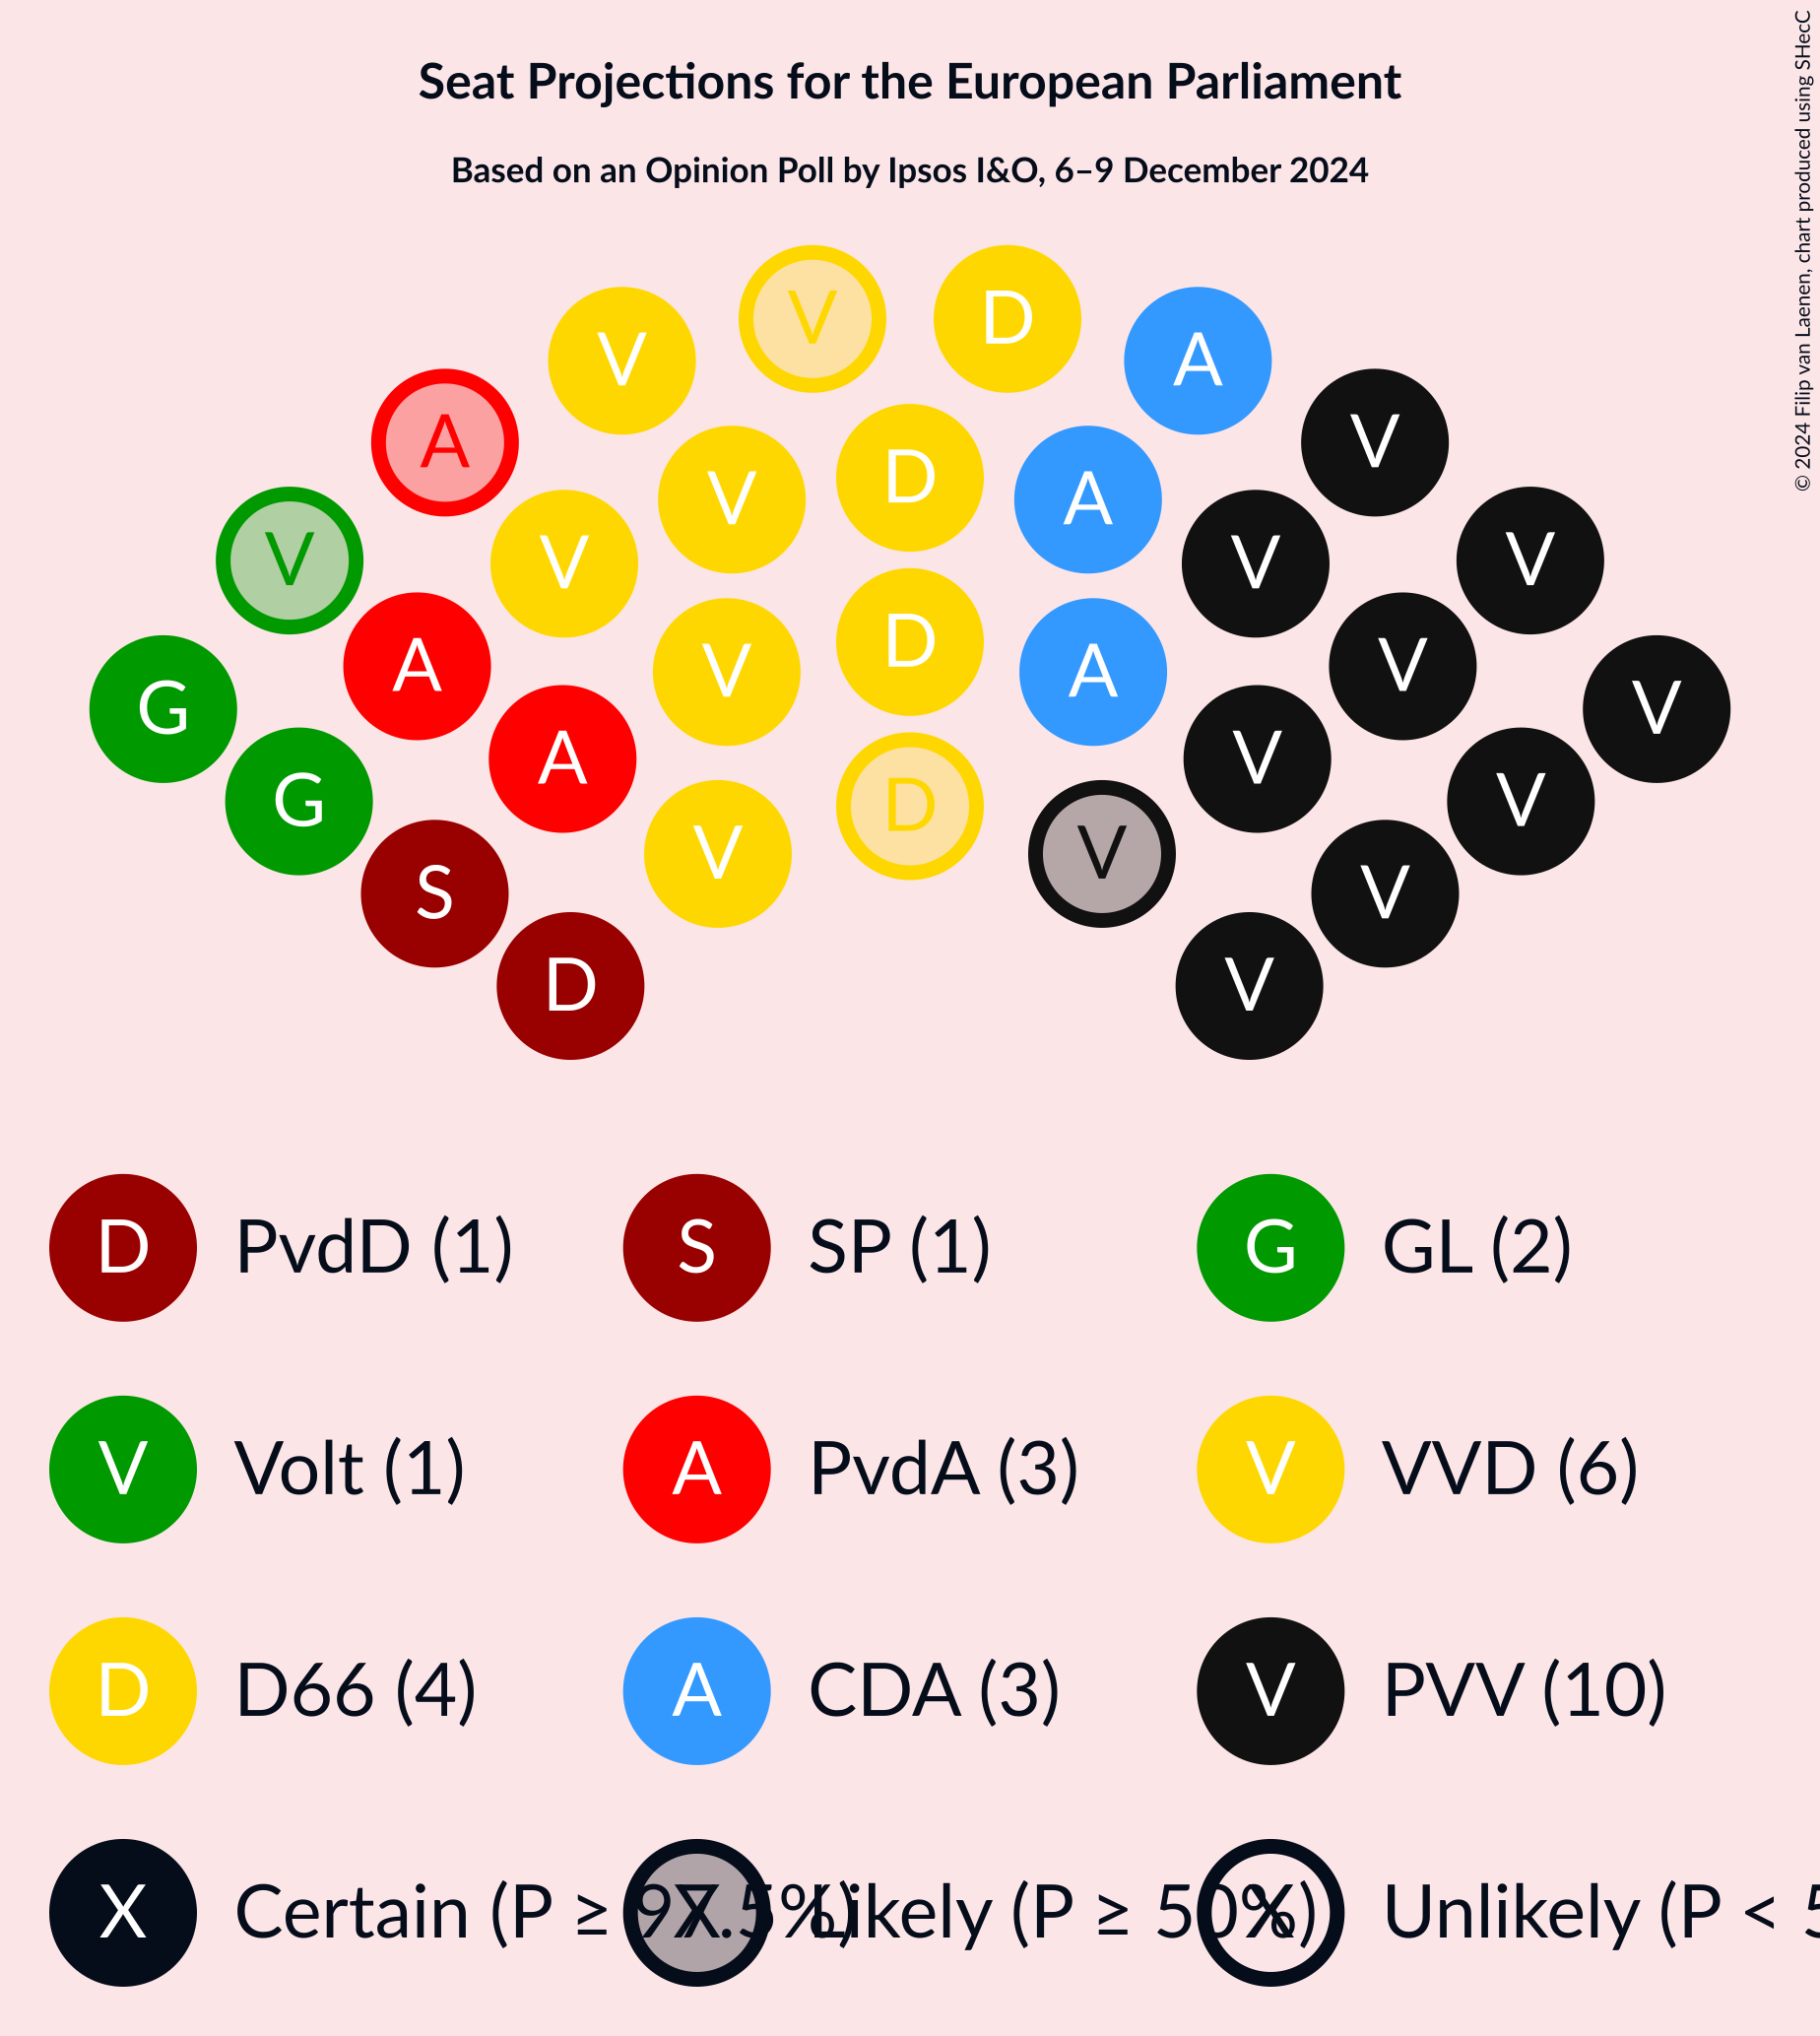 Seat Projections for the European Parliament
Based on an Opinion Poll by Ipsos I&O, 6–9 December 2024
© 2024 Filip van Laenen, chart produced using SHecC
V D
V A
A V
D
V A
V V
V V
D
A V
V A
G V
A V
D
G V
V V
S V
D V
D PvdD (1) S SP (1) G GL (2)
V Volt (1) A PvdA (3) V VVD (6)
D D66 (4) A CDA (3) V PVV (10)
X Certain (P ≥ 97.5%) X Likely (P ≥ 50%) X Unlikely (P < 5